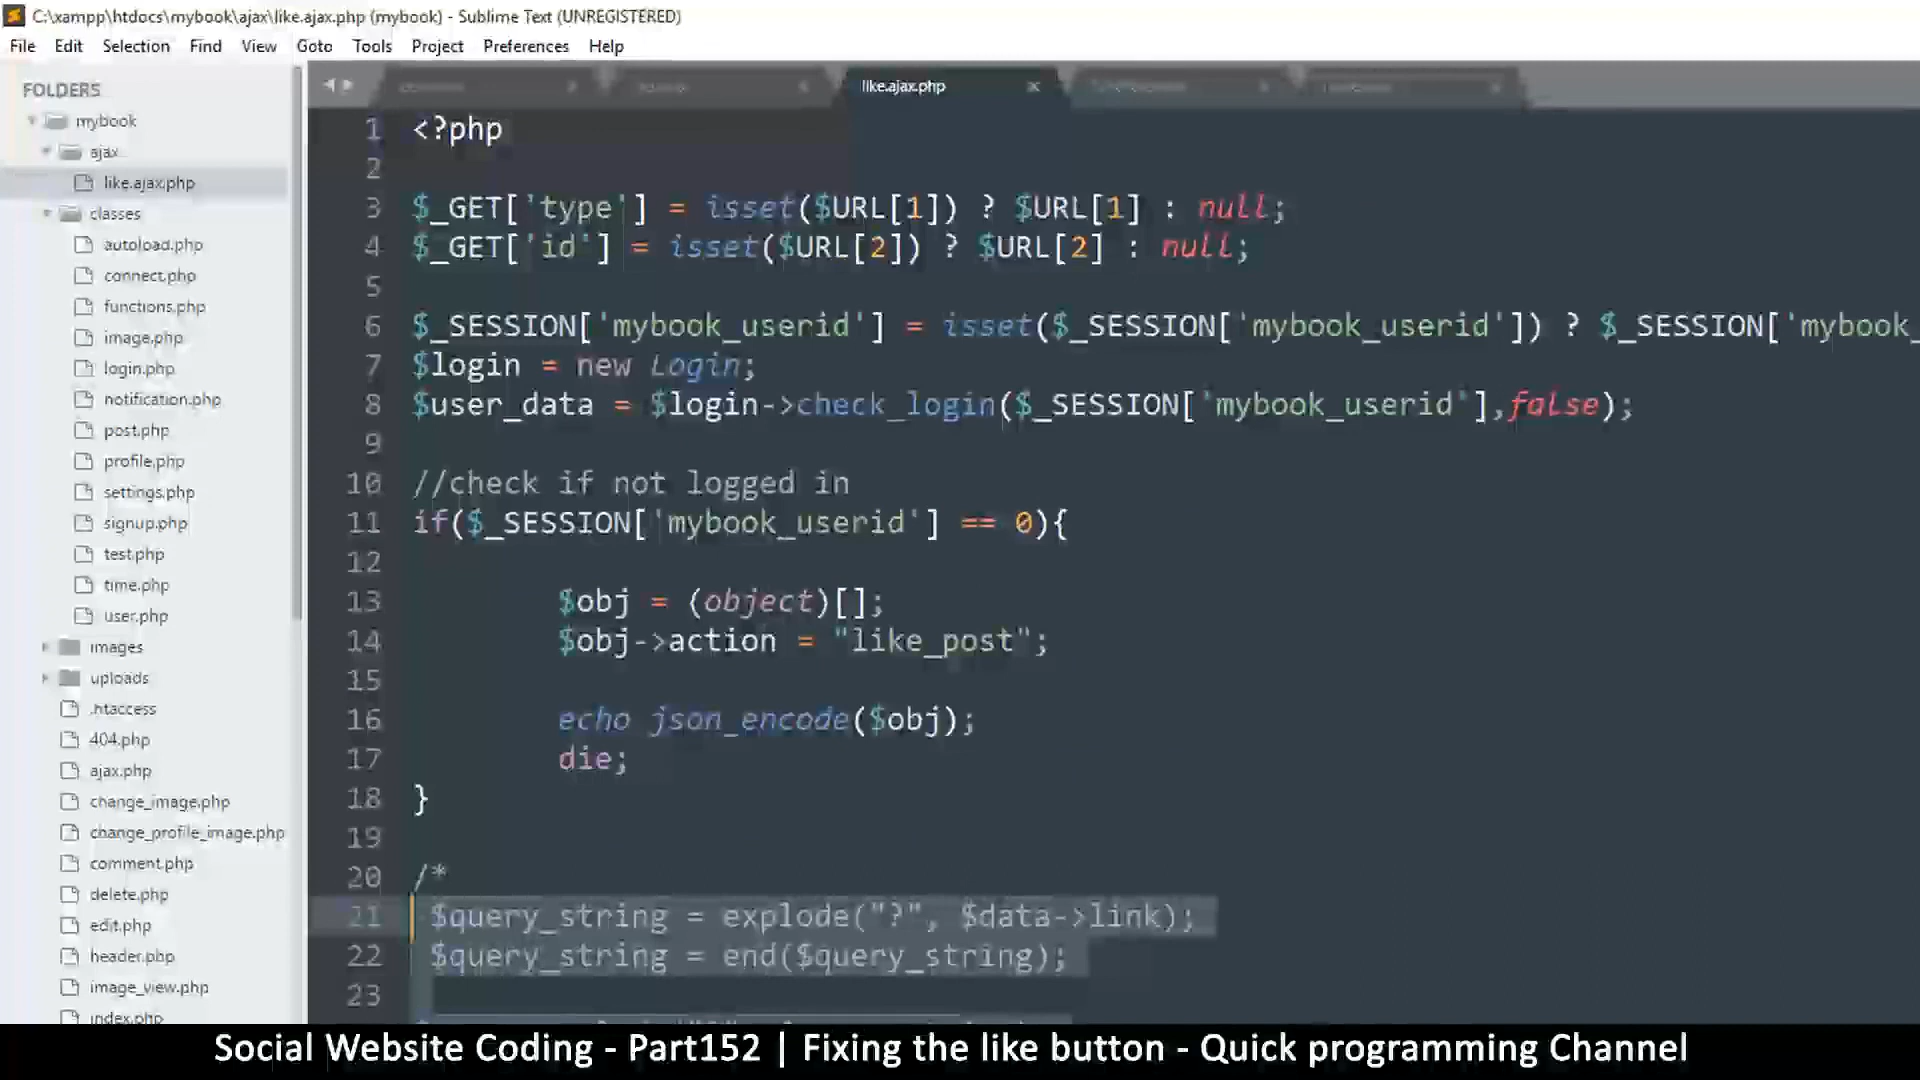 C:\xampp\htdocs\mybook\ajax\like.ajax.php (mybook) - Sublime Text (UNREGISTERED)
File Edit Selection Find View Goto Tools Project Preferences Help
FOLDERS
mybook
ajax
like.ajax.php
classes
autoload.php
connect.php
functions.php
image.php
login.php
notification.php
post.php
profile.php
settings.php
signup.php
test.php
time.php
user.php
images
uploads
.htaccess
404.php
ajax.php
change_image.php
change_profile_image.php
comment.php
delete.php
edit.php
header.php
image_view.php
index.php
like.ajax.php
1 <?php
2
3 $_GET['type'] = isset($URL[1]) ? $URL[1] : null;
4 $_GET['id'] = isset($URL[2]) ? $URL[2] : null;
5
6 $_SESSION['mybook_userid'] = isset($_SESSION['mybook_userid']) ? $_SESSION['mybook_
7 $login = new Login;
8 $user_data = $login->check_login($_SESSION['mybook_userid'],false);
9
10 //check if not logged in
11 if($_SESSION['mybook_userid'] == 0){
12
13 $obj = (object)[];
14 $obj->action = "like_post";
15
16 echo json_encode($obj);
17 die;
18 }
19
20 /*
21 $query_string = explode("?", $data->link);
22 $query_string = end($query_string);
23
Social Website Coding - Part152 | Fixing the like button - Quick programming Channel